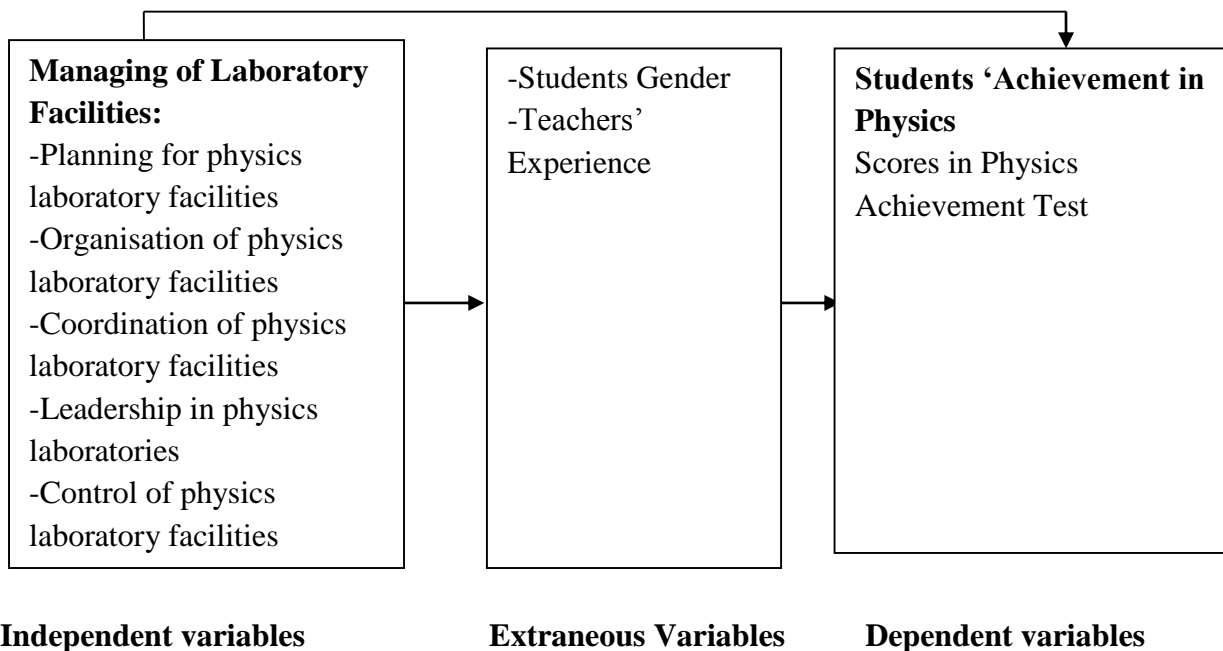 Managing of Laboratory
Facilities:
-Planning for physics
laboratory facilities
-Organisation of physics
laboratory facilities
-Coordination of physics
laboratory facilities
-Leadership in physics
laboratories
-Control of physics
laboratory facilities
-Students Gender
-Teachers’
Experience
Students ‘Achievement in
Physics
Scores in Physics
Achievement Test
Independent variables
Extraneous Variables
Dependent variables